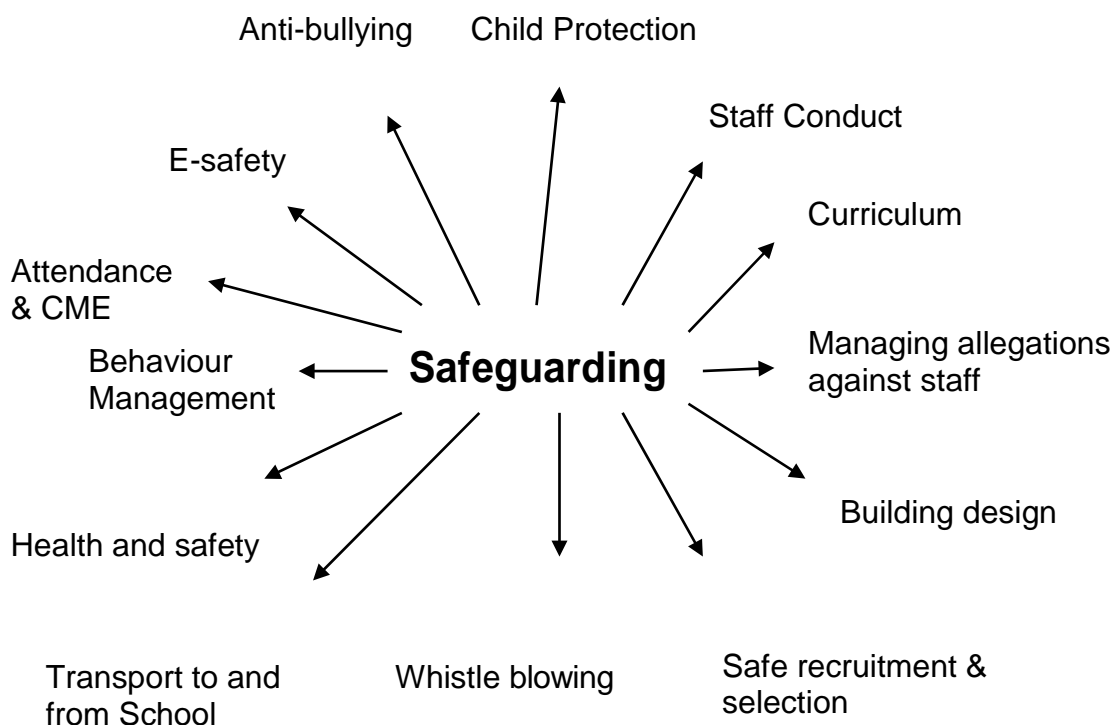 Anti-bullying
Child Protection
Staff Conduct
E-safety
Curriculum
Attendance
& CME
Managing allegations
against staff
Behaviour
Management
Safeguarding
Building design
Health and safety
Transport to and
from School
Whistle blowing
Safe recruitment &
selection